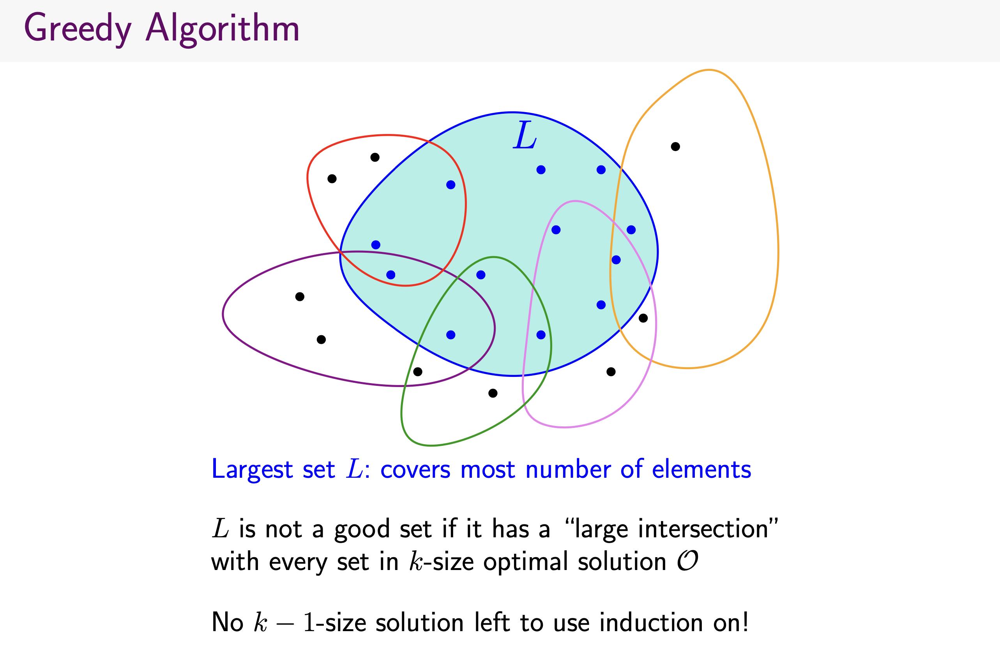 Greedy Algorithm
L
Largest set L: covers most number of elements
L is not a good set if it has a “large intersection”
with every set in k-size optimal solution 𝒪
No k − 1-size solution left to use induction on!